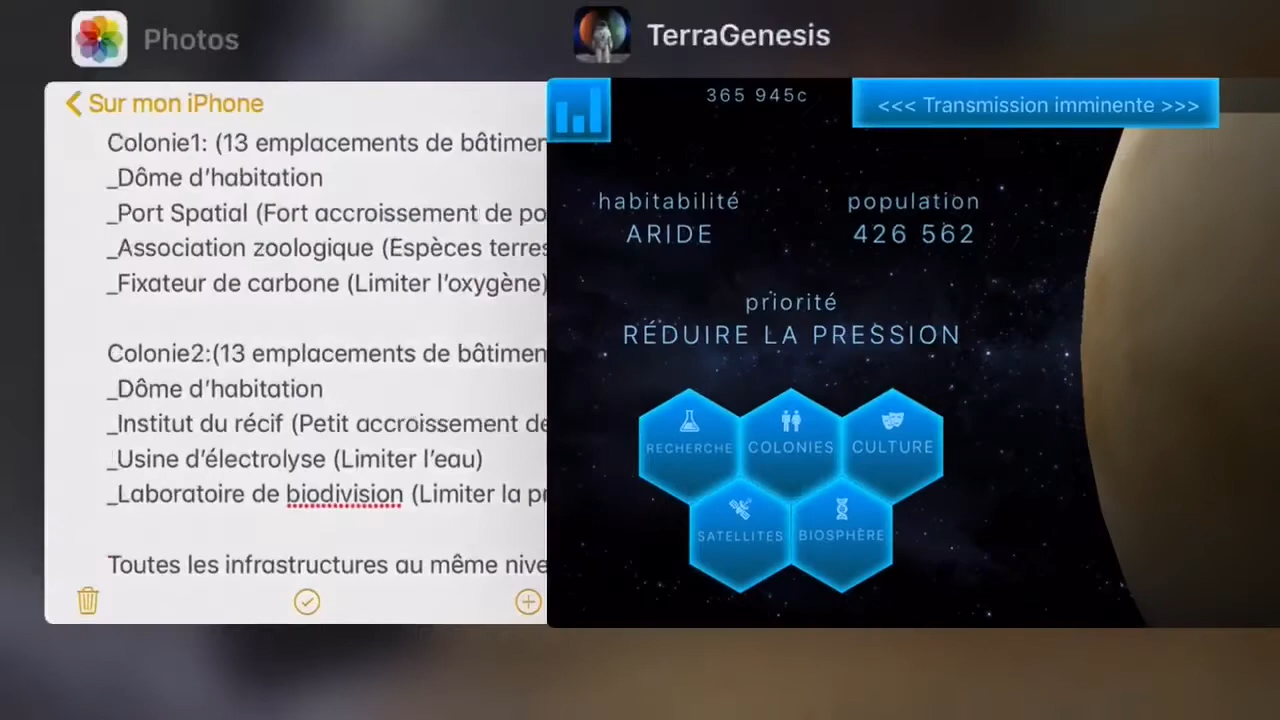 Photos
TerraGenesis
Sur mon iPhone
Colonie1: (13 emplacements de bâtimen
_Dôme d'habitation
_Port Spatial (Fort accroissement de po
_Association zoologique (Espèces terres
_Fixateur de carbone (Limiter l'oxygène)
Colonie2:(13 emplacements de bâtimen
_Dôme d'habitation
_Institut du récif (Petit accroissement de
_Usine d'électrolyse (Limiter l'eau)
_Laboratoire de biodivision (Limiter la pr
Toutes les infrastructures au même nive
365 945c
<<< Transmission imminente >>>
habitabilité
ARIDE
population
426 562
priorité
RÉDUIRE LA PRESSION
RECHERCHE
COLONIES
CULTURE
SATELLITES
BIOSPHÈRE